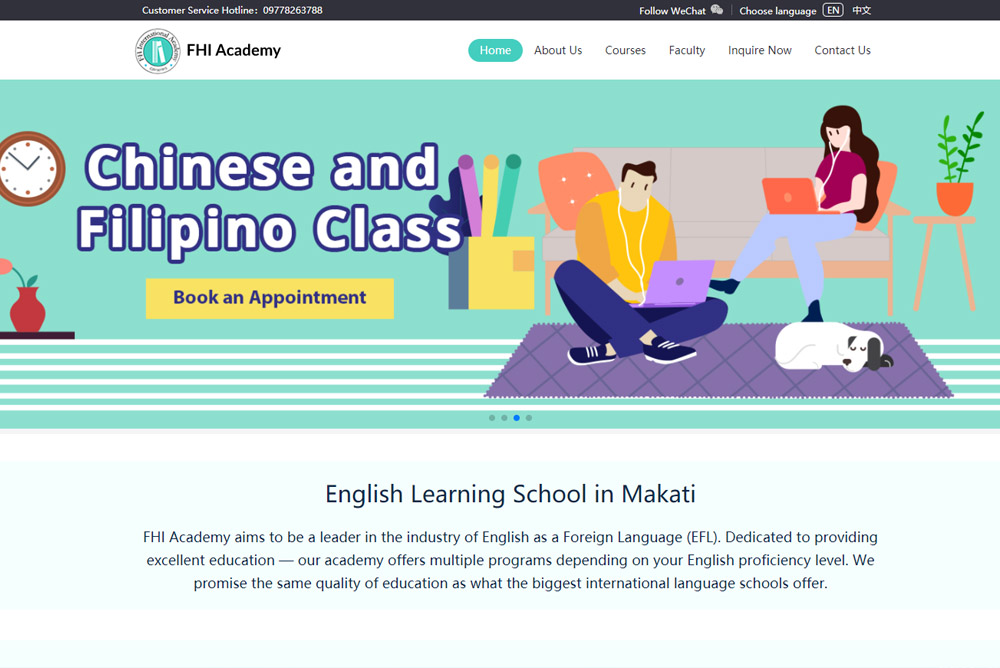 Customer Service Hotline: 09778263788
Follow WeChat
Choose language EN 中文
FHI Academy
Home About Us Courses Faculty Inquire Now Contact Us
Chinese and
Filipino Class
Book an Appointment
English Learning School in Makati
FHI Academy aims to be a leader in the industry of English as a Foreign Language (EFL). Dedicated to providing
excellent education — our academy offers multiple programs depending on your English proficiency level. We
promise the same quality of education as what the biggest international language schools offer.